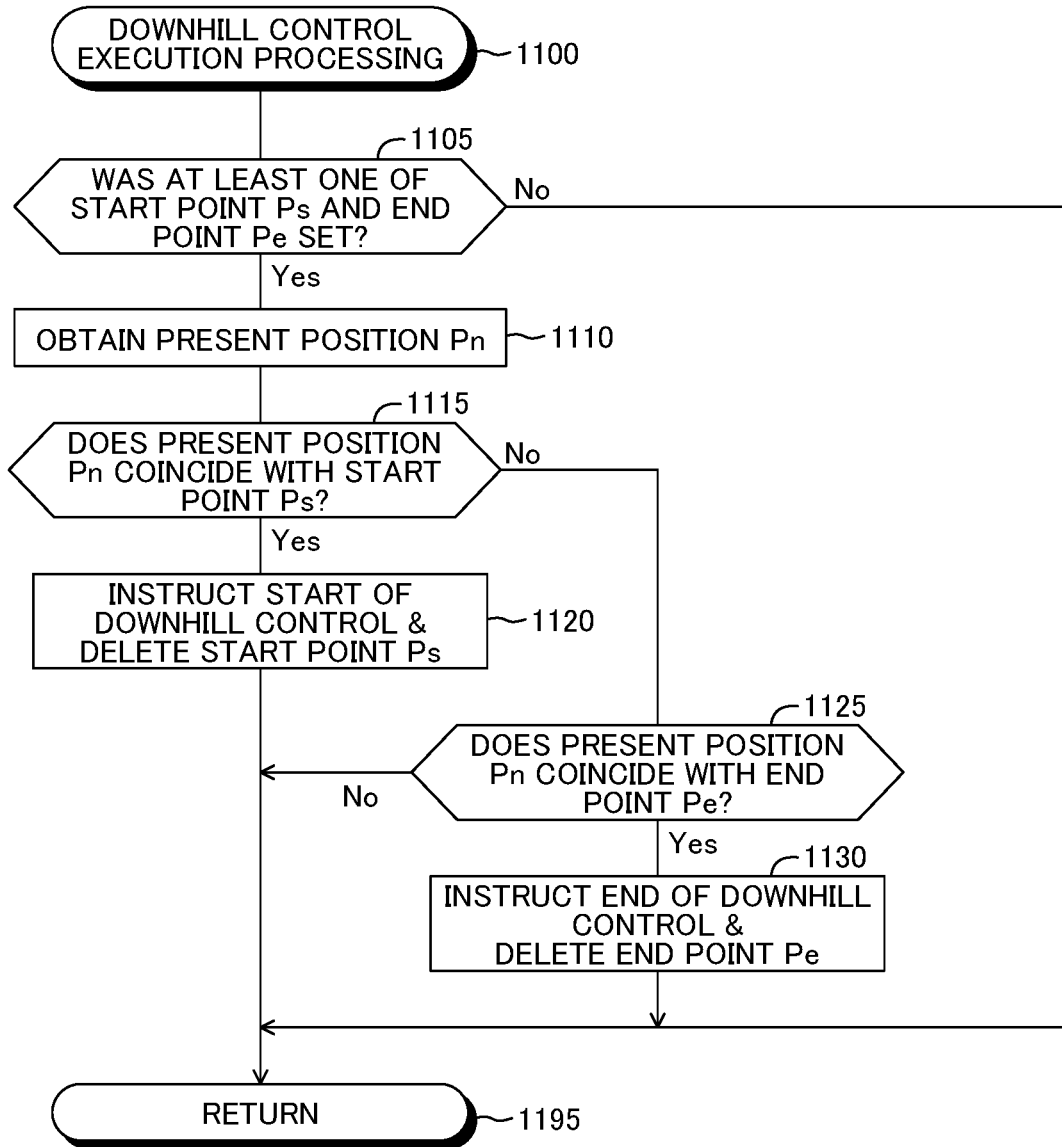 DOWNHILL CONTROL
EXECUTION PROCESSING
1100
1105
WAS AT LEAST ONE OF
START POINT Ps AND END
POINT Pe SET?
No
Yes
OBTAIN PRESENT POSITION Pn
1110
1115
DOES PRESENT POSITION
Pn COINCIDE WITH START
POINT Ps?
No
Yes
INSTRUCT START OF
DOWNHILL CONTROL &
DELETE START POINT Ps
1120
1125
DOES PRESENT POSITION
Pn COINCIDE WITH END
POINT Pe?
No
Yes
1130
INSTRUCT END OF DOWNHILL
CONTROL &
DELETE END POINT Pe
RETURN
1195